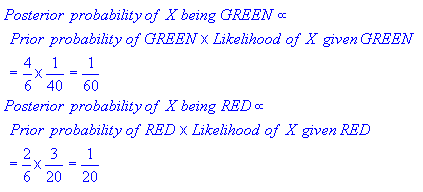 Posterior probability of X being GREEN ∝
Prior probability of GREEN x Likelihood of X given GREEN
= 4/6 x 1/40 = 1/60
Posterior probability of X being RED ∝
Prior probability of RED x Likelihood of X given RED
= 2/6 x 3/20 = 1/20